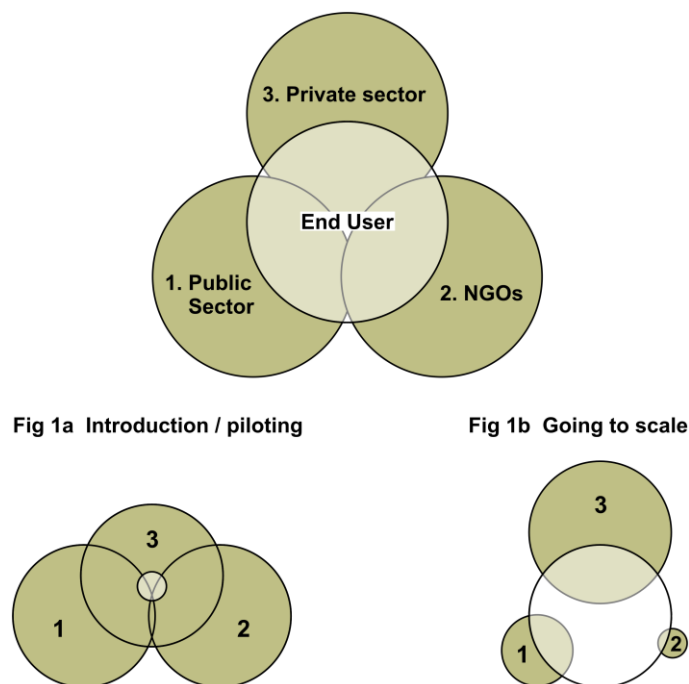 3. Private sector
End User
1. Public
Sector
2. NGOs
Fig 1a Introduction / piloting
Fig 1b Going to scale
3
1
2
3
1
2